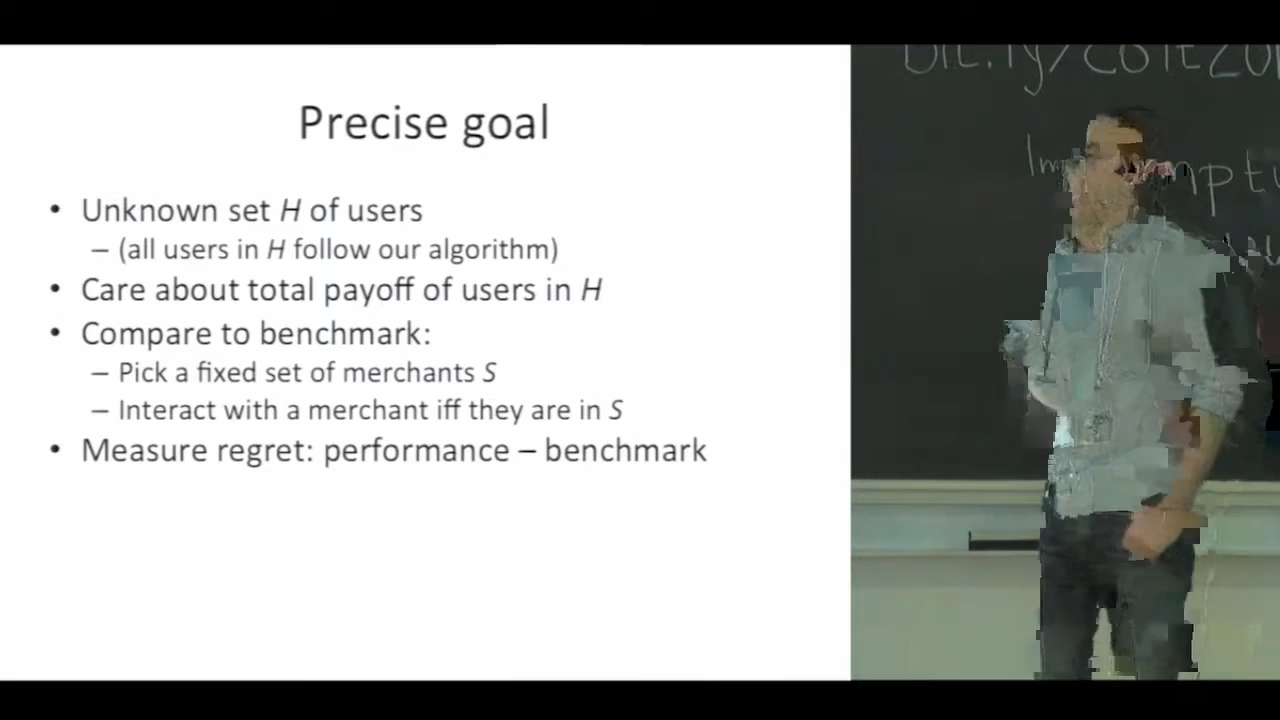 Precise goal
• Unknown set H of users
– (all users in H follow our algorithm)
• Care about total payoff of users in H
• Compare to benchmark:
– Pick a fixed set of merchants S
– Interact with a merchant iff they are in S
• Measure regret: performance – benchmark